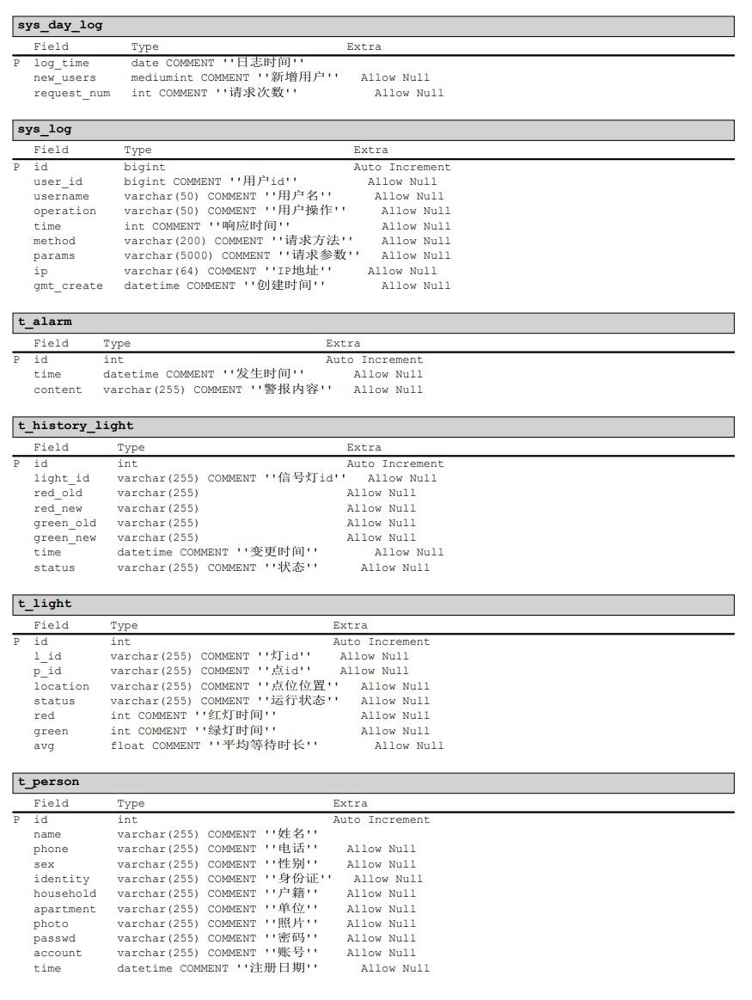 sys_day_log
Field Type Extra
P log_time date COMMENT ''日志时间''
new_users mediumint COMMENT ''新增用户'' Allow Null
request_num int COMMENT ''请求次数'' Allow Null
sys_log
Field Type Extra
P id bigint Auto Increment
user_id bigint COMMENT ''用户id'' Allow Null
username varchar(50) COMMENT ''用户名'' Allow Null
operation varchar(50) COMMENT ''用户操作'' Allow Null
time int COMMENT ''响应时间'' Allow Null
method varchar(200) COMMENT ''请求方法'' Allow Null
params varchar(5000) COMMENT ''请求参数'' Allow Null
ip varchar(64) COMMENT ''IP地址'' Allow Null
gmt_create datetime COMMENT ''创建时间'' Allow Null
t_alarm
Field Type Extra
P id int Auto Increment
time datetime COMMENT ''发生时间'' Allow Null
content varchar(255) COMMENT ''警报内容'' Allow Null
t_history_light
Field Type Extra
P id int Auto Increment
light_id varchar(255) COMMENT ''信号灯id'' Allow Null
red_old varchar(255) Allow Null
red_new varchar(255) Allow Null
green_old varchar(255) Allow Null
green_new varchar(255) Allow Null
time datetime COMMENT ''变更时间'' Allow Null
status varchar(255) COMMENT ''状态'' Allow Null
t_light
Field Type Extra
P id int Auto Increment
l_id varchar(255) COMMENT ''灯id'' Allow Null
p_id varchar(255) COMMENT ''点id'' Allow Null
location varchar(255) COMMENT ''点位位置'' Allow Null
status varchar(255) COMMENT ''运行状态'' Allow Null
red int COMMENT ''红灯时间'' Allow Null
green int COMMENT ''绿灯时间'' Allow Null
avg float COMMENT ''平均等待时长'' Allow Null
t_person
Field Type Extra
P id int Auto Increment
name varchar(255) COMMENT ''姓名''
phone varchar(255) COMMENT ''电话'' Allow Null
sex varchar(255) COMMENT ''性别'' Allow Null
identity varchar(255) COMMENT ''身份证'' Allow Null
household varchar(255) COMMENT ''户籍'' Allow Null
apartment varchar(255) COMMENT ''单位'' Allow Null
photo varchar(255) COMMENT ''照片'' Allow Null
passwd varchar(255) COMMENT ''密码'' Allow Null
account varchar(255) COMMENT ''账号'' Allow Null
time datetime COMMENT ''注册日期'' Allow Null